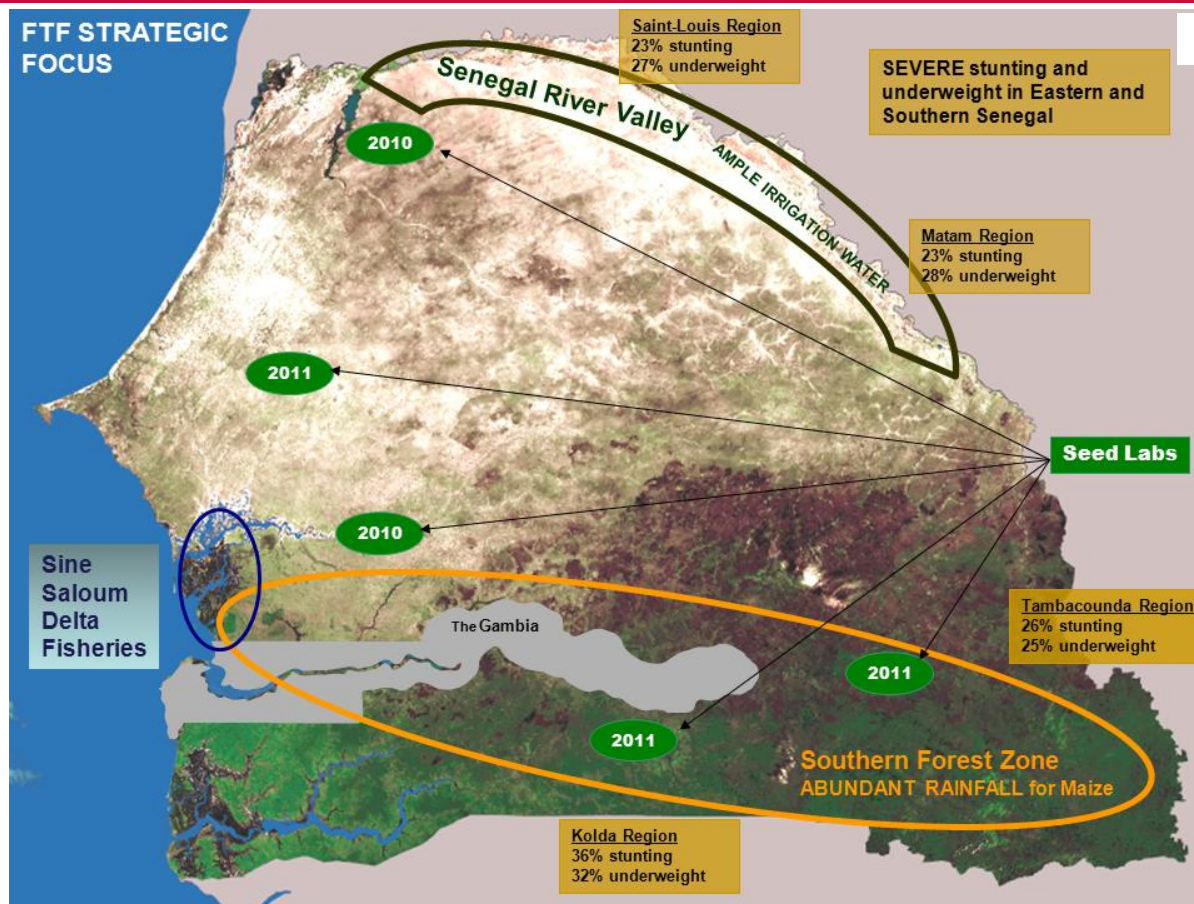 FTF STRATEGIC
FOCUS
Saint-Louis Region
23% stunting
27% underweight
SEVERE stunting and
underweight in Eastern and
Southern Senegal
Senegal River Valley
AMPLE IRRIGATION WATER
2010
Matam Region
23% stunting
28% underweight
2011
Seed Labs
2010
Sine
Saloum
Delta
Fisheries
The Gambia
Tambacounda Region
26% stunting
25% underweight
2011
2011
Southern Forest Zone
ABUNDANT RAINFALL for Maize
Kolda Region
36% stunting
32% underweight